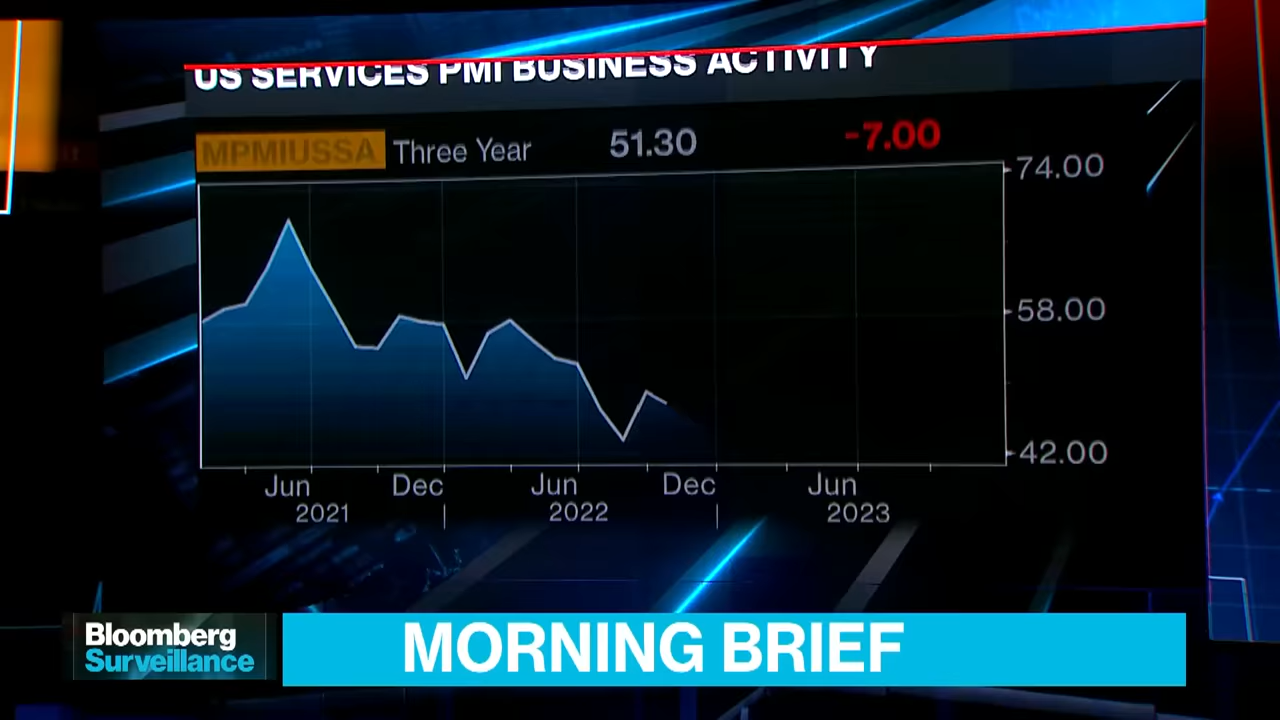 US SERVICES PMI BUSINESS ACTIVITY
MPMIUSSA Three Year 51.30 -7.00
74.00
58.00
42.00
Jun Dec Jun Dec Jun
2021 2022 2023
Bloomberg
Surveillance
MORNING BRIEF